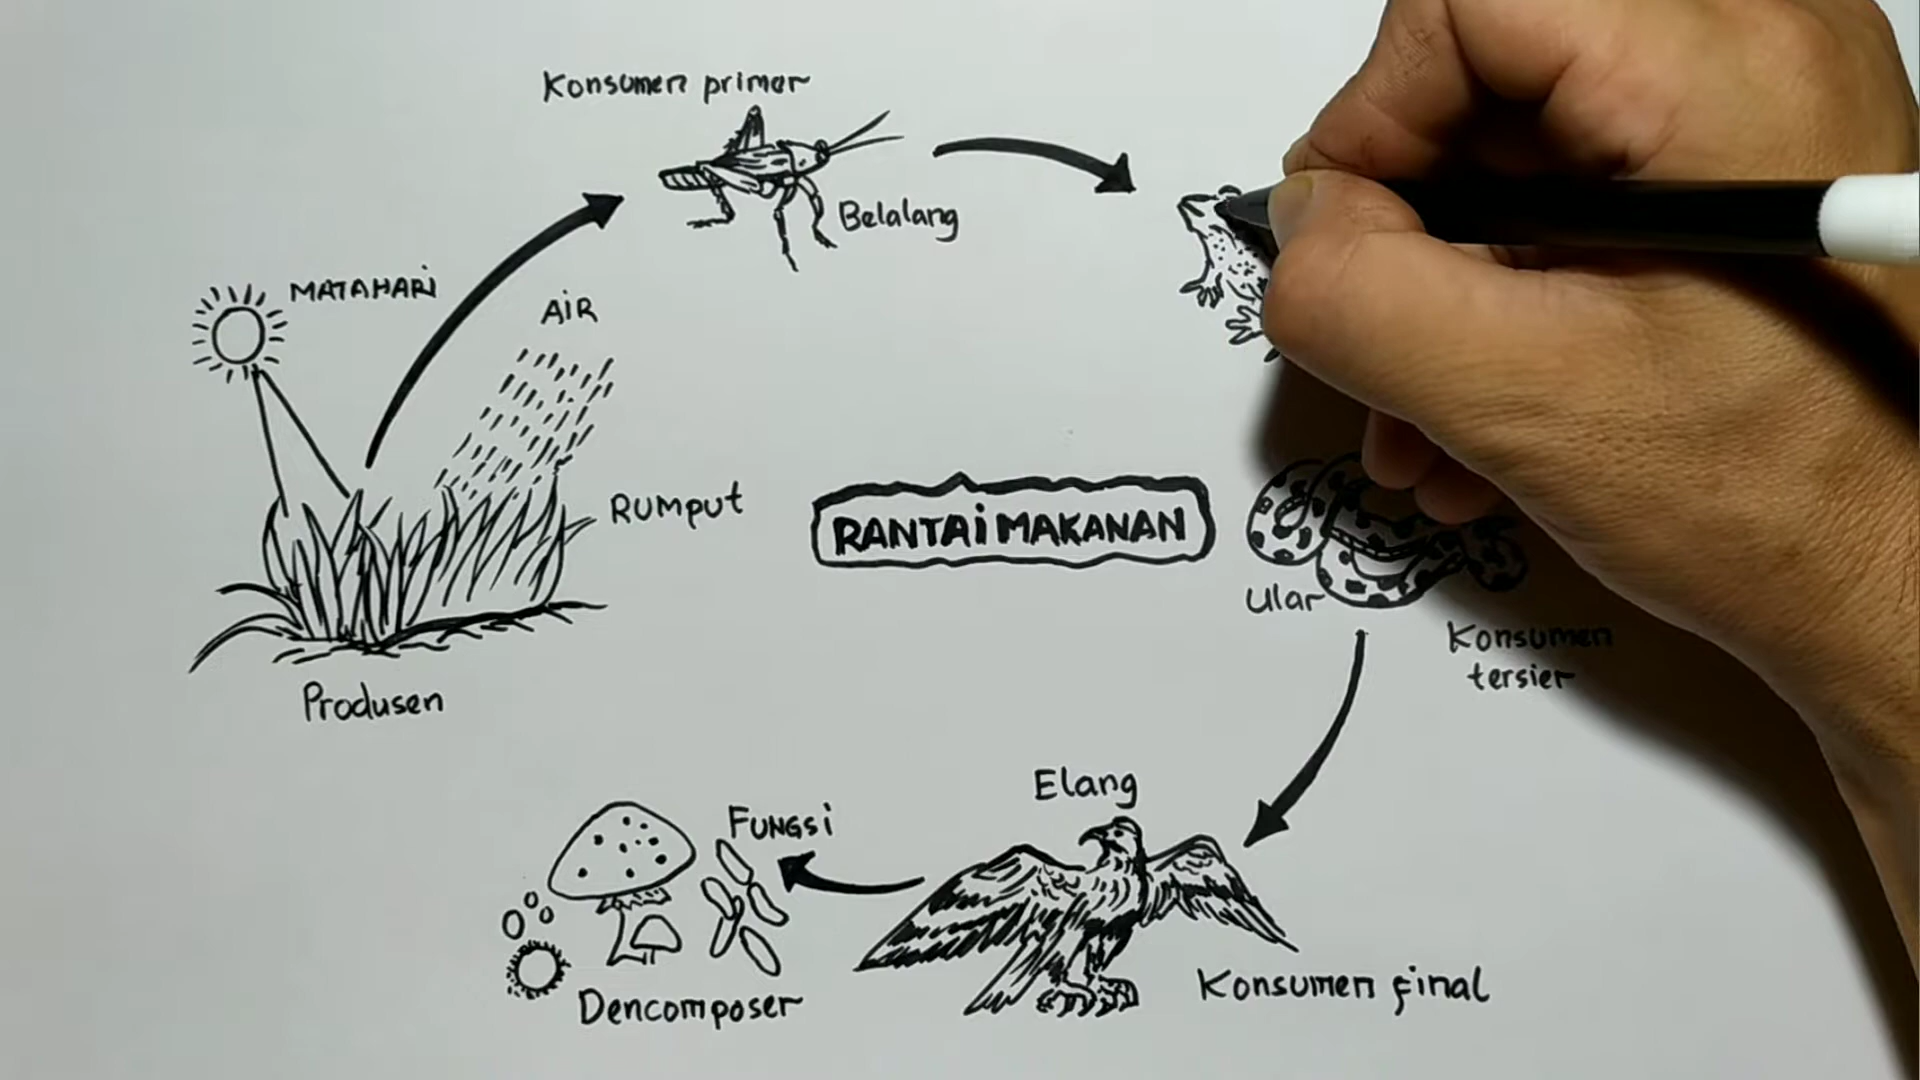 Konsumen primer
Belalang
MATAHARI
AIR
RUMPUT
RANTAI MAKANAN
Ular
Konsumen
tersier
Produsen
Elang
FUNGSI
Konsumen final
Dencomposer